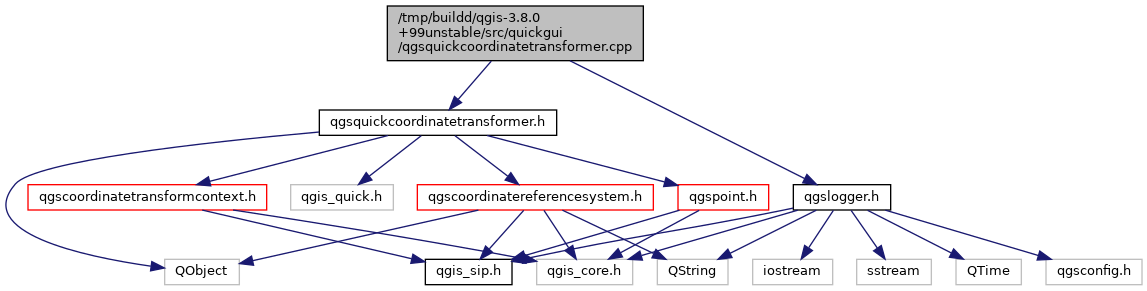 /tmp/buildd/qgis-3.8.0
+99unstable/src/quickgui
/qgsquickcoordinatetransformer.cpp
qgsquickcoordinatetransformer.h
qgscoordinatetransformcontext.h
qgis_quick.h
qgscoordinatereferencesystem.h
qgspoint.h
qgslogger.h
QObject
qgis_sip.h
qgis_core.h
QString
iostream
sstream
QTime
qgsconfig.h